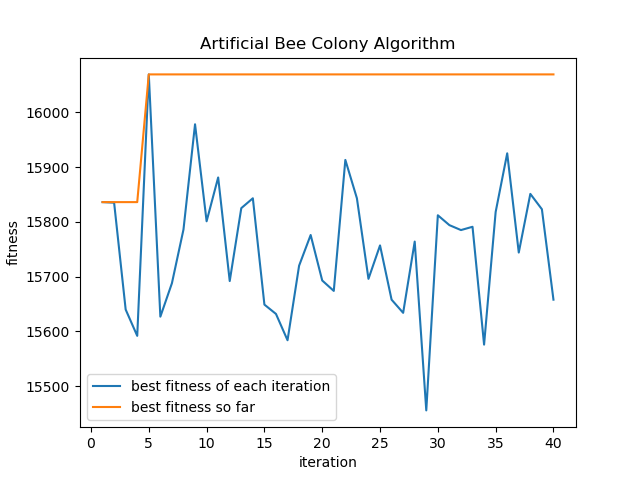 Artificial Bee Colony Algorithm
fitness
16000
15900
15800
15700
15600
15500
best fitness of each iteration
best fitness so far
0 5 10 15 20 25 30 35 40
iteration